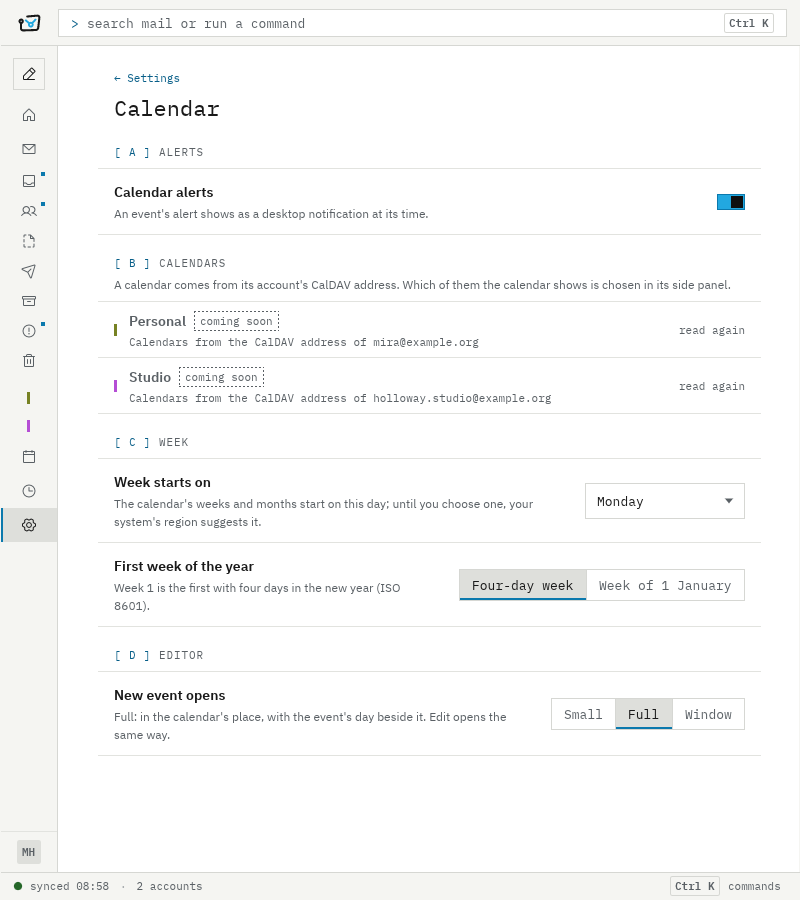 > search mail or run a command Ctrl K
← Settings
Calendar
[ A ] ALERTS
Calendar alerts
An event's alert shows as a desktop notification at its time.
[ B ] CALENDARS
A calendar comes from its account's CalDAV address. Which of them the calendar shows is chosen in its side panel.
Personal coming soon
Calendars from the CalDAV address of mira@example.org
read again
Studio coming soon
Calendars from the CalDAV address of holloway.studio@example.org
read again
[ C ] WEEK
Week starts on
The calendar's weeks and months start on this day; until you choose one, your
system's region suggests it.
Monday
First week of the year
Week 1 is the first with four days in the new year (ISO
8601).
Four-day week Week of 1 January
[ D ] EDITOR
New event opens
Full: in the calendar's place, with the event's day beside it. Edit opens the
same way.
Small Full Window
MH
synced 08:58 · 2 accounts Ctrl K commands